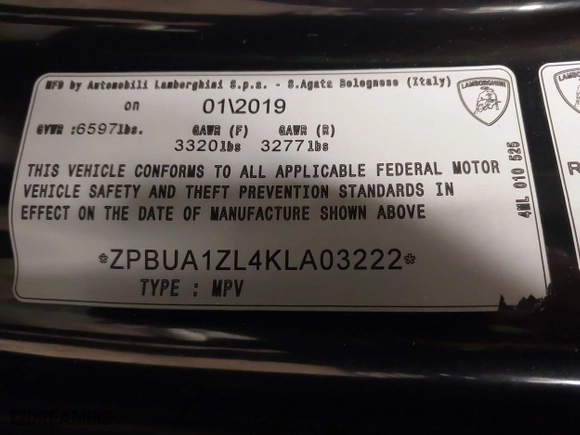 MFD by Automobili Lamborghini S.p.a. - S.Agata Bolognese (Italy)
on 01\2019
GVWR :6597lbs. GAWR (F) GAWR (R)
3320lbs 3277lbs
THIS VEHICLE CONFORMS TO ALL APPLICABLE FEDERAL MOTOR
VEHICLE SAFETY AND THEFT PREVENTION STANDARDS IN
EFFECT ON THE DATE OF MANUFACTURE SHOWN ABOVE
*ZPBUA1ZL4KLA03222*
TYPE : MPV
LAMBORGHINI
4ML 010 525
R